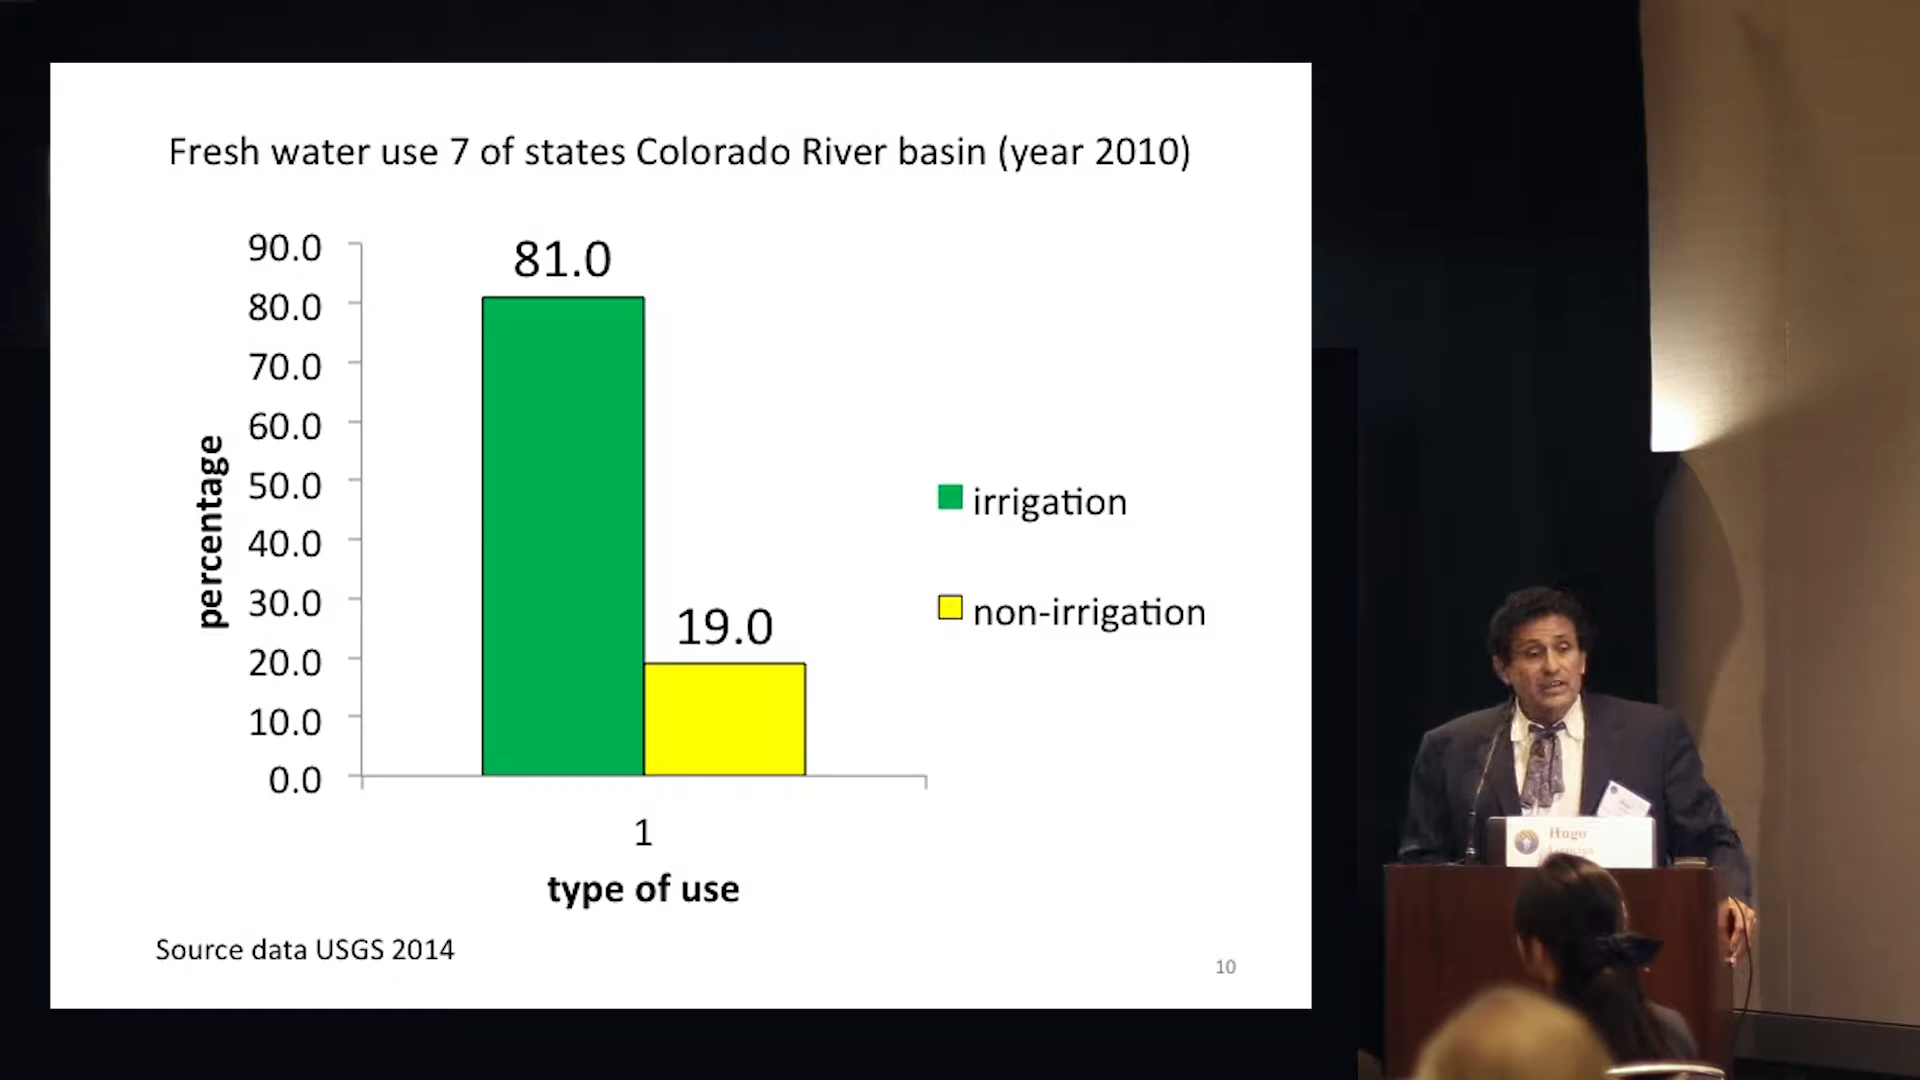 Fresh water use 7 of states Colorado River basin (year 2010)
90.0
80.0
70.0
60.0
50.0
40.0
30.0
20.0
10.0
0.0
percentage
81.0
19.0
1
type of use
irrigation
non-irrigation
Source data USGS 2014
10
Hugo